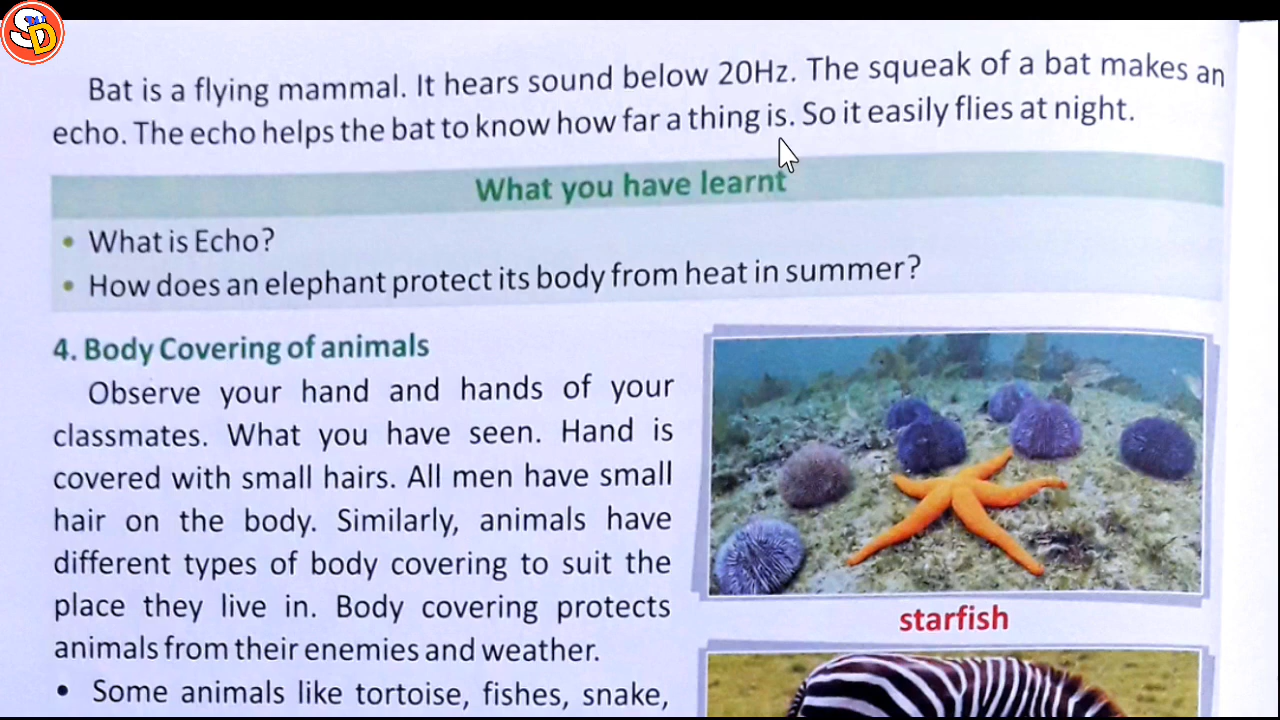 SD
Bat is a flying mammal. It hears sound below 20Hz. The squeak of a bat makes an
echo. The echo helps the bat to know how far a thing is. So it easily flies at night.
What you have learnt
• What is Echo?
• How does an elephant protect its body from heat in summer?
4. Body Covering of animals
Observe your hand and hands of your
classmates. What you have seen. Hand is
covered with small hairs. All men have small
hair on the body. Similarly, animals have
different types of body covering to suit the
place they live in. Body covering protects
animals from their enemies and weather.
• Some animals like tortoise, fishes, snake,
starfish